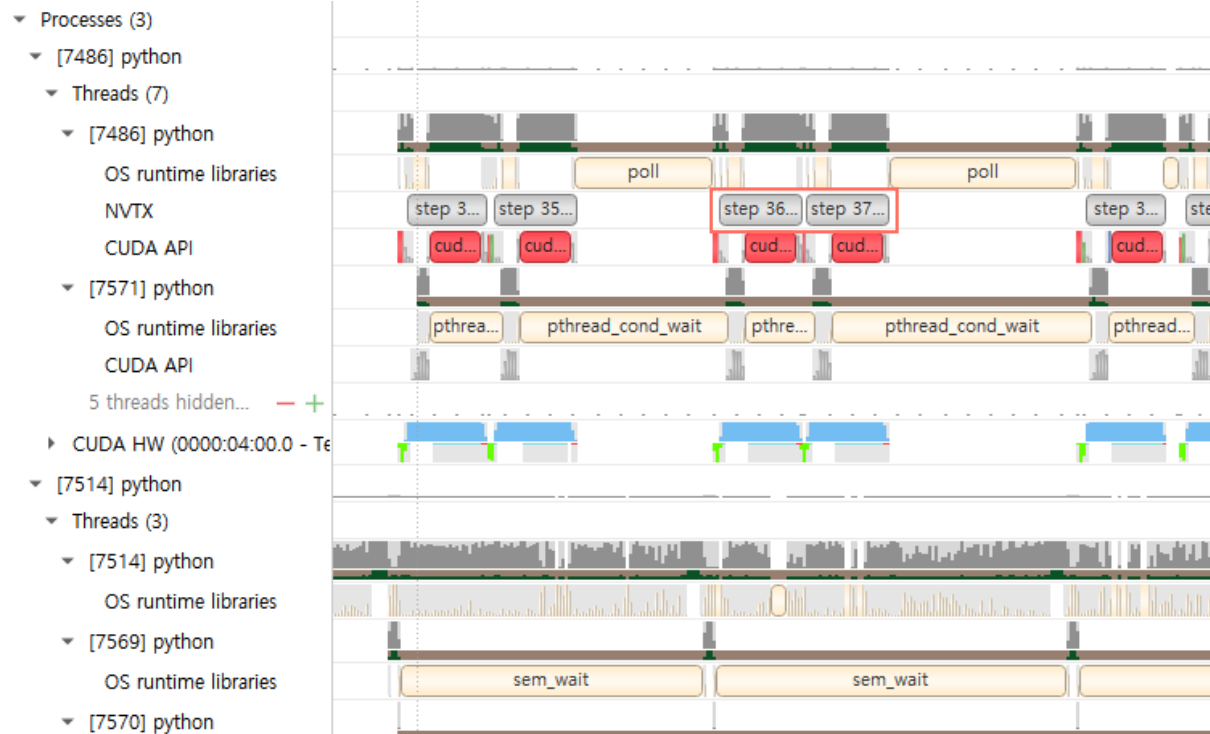 Processes (3)
[7486] python
Threads (7)
[7486] python
OS runtime libraries
poll
poll
NVTX
step 3...
step 35...
step 36...
step 37...
step 3...
ste
CUDA API
cud...
cud...
cud...
cud...
cud...
[7571] python
OS runtime libraries
pthrea...
pthread_cond_wait
pthre...
pthread_cond_wait
pthread...
CUDA API
5 threads hidden...
CUDA HW (0000:04:00.0 - Te
[7514] python
Threads (3)
[7514] python
OS runtime libraries
[7569] python
OS runtime libraries
sem_wait
sem_wait
[7570] python